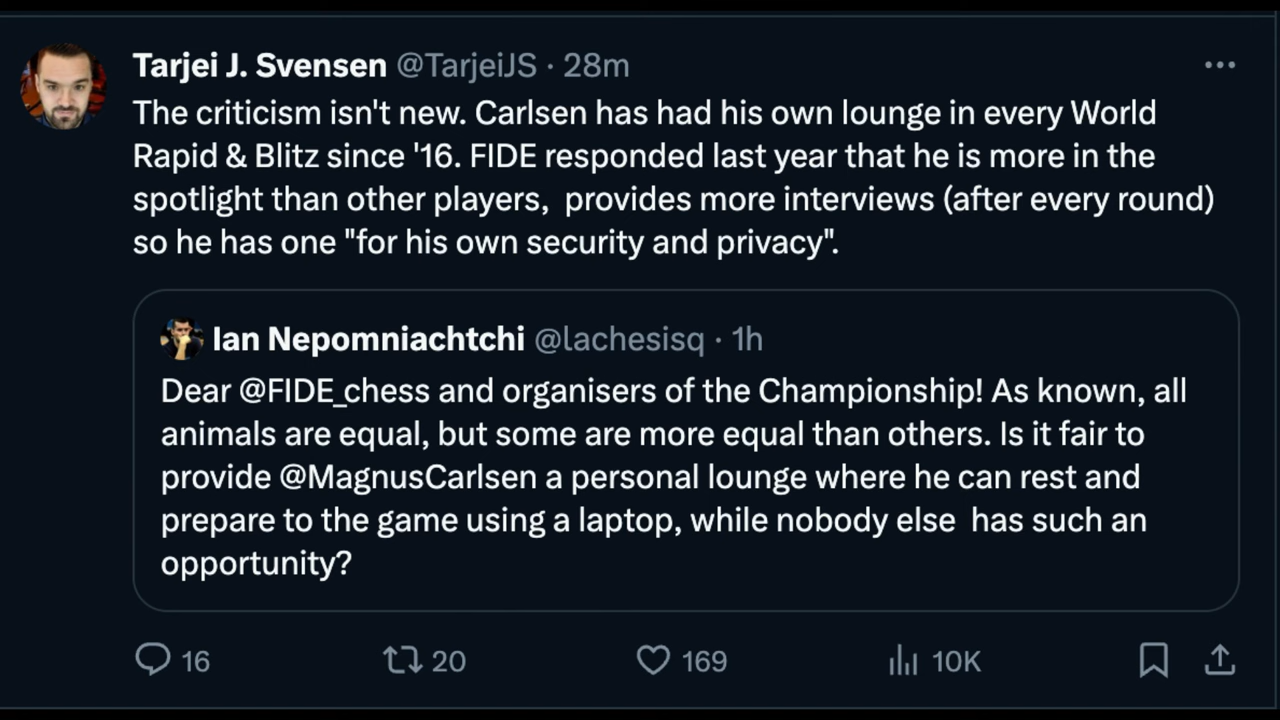 Tarjei J. Svensen @TarjeiJS · 28m
The criticism isn't new. Carlsen has had his own lounge in every World
Rapid & Blitz since '16. FIDE responded last year that he is more in the
spotlight than other players,  provides more interviews (after every round)
so he has one "for his own security and privacy".
Ian Nepomniachtchi @lachesisq · 1h
Dear @FIDE_chess and organisers of the Championship! As known, all
animals are equal, but some are more equal than others. Is it fair to
provide @MagnusCarlsen a personal lounge where he can rest and
prepare to the game using a laptop, while nobody else  has such an
opportunity?
16 20 169 10K